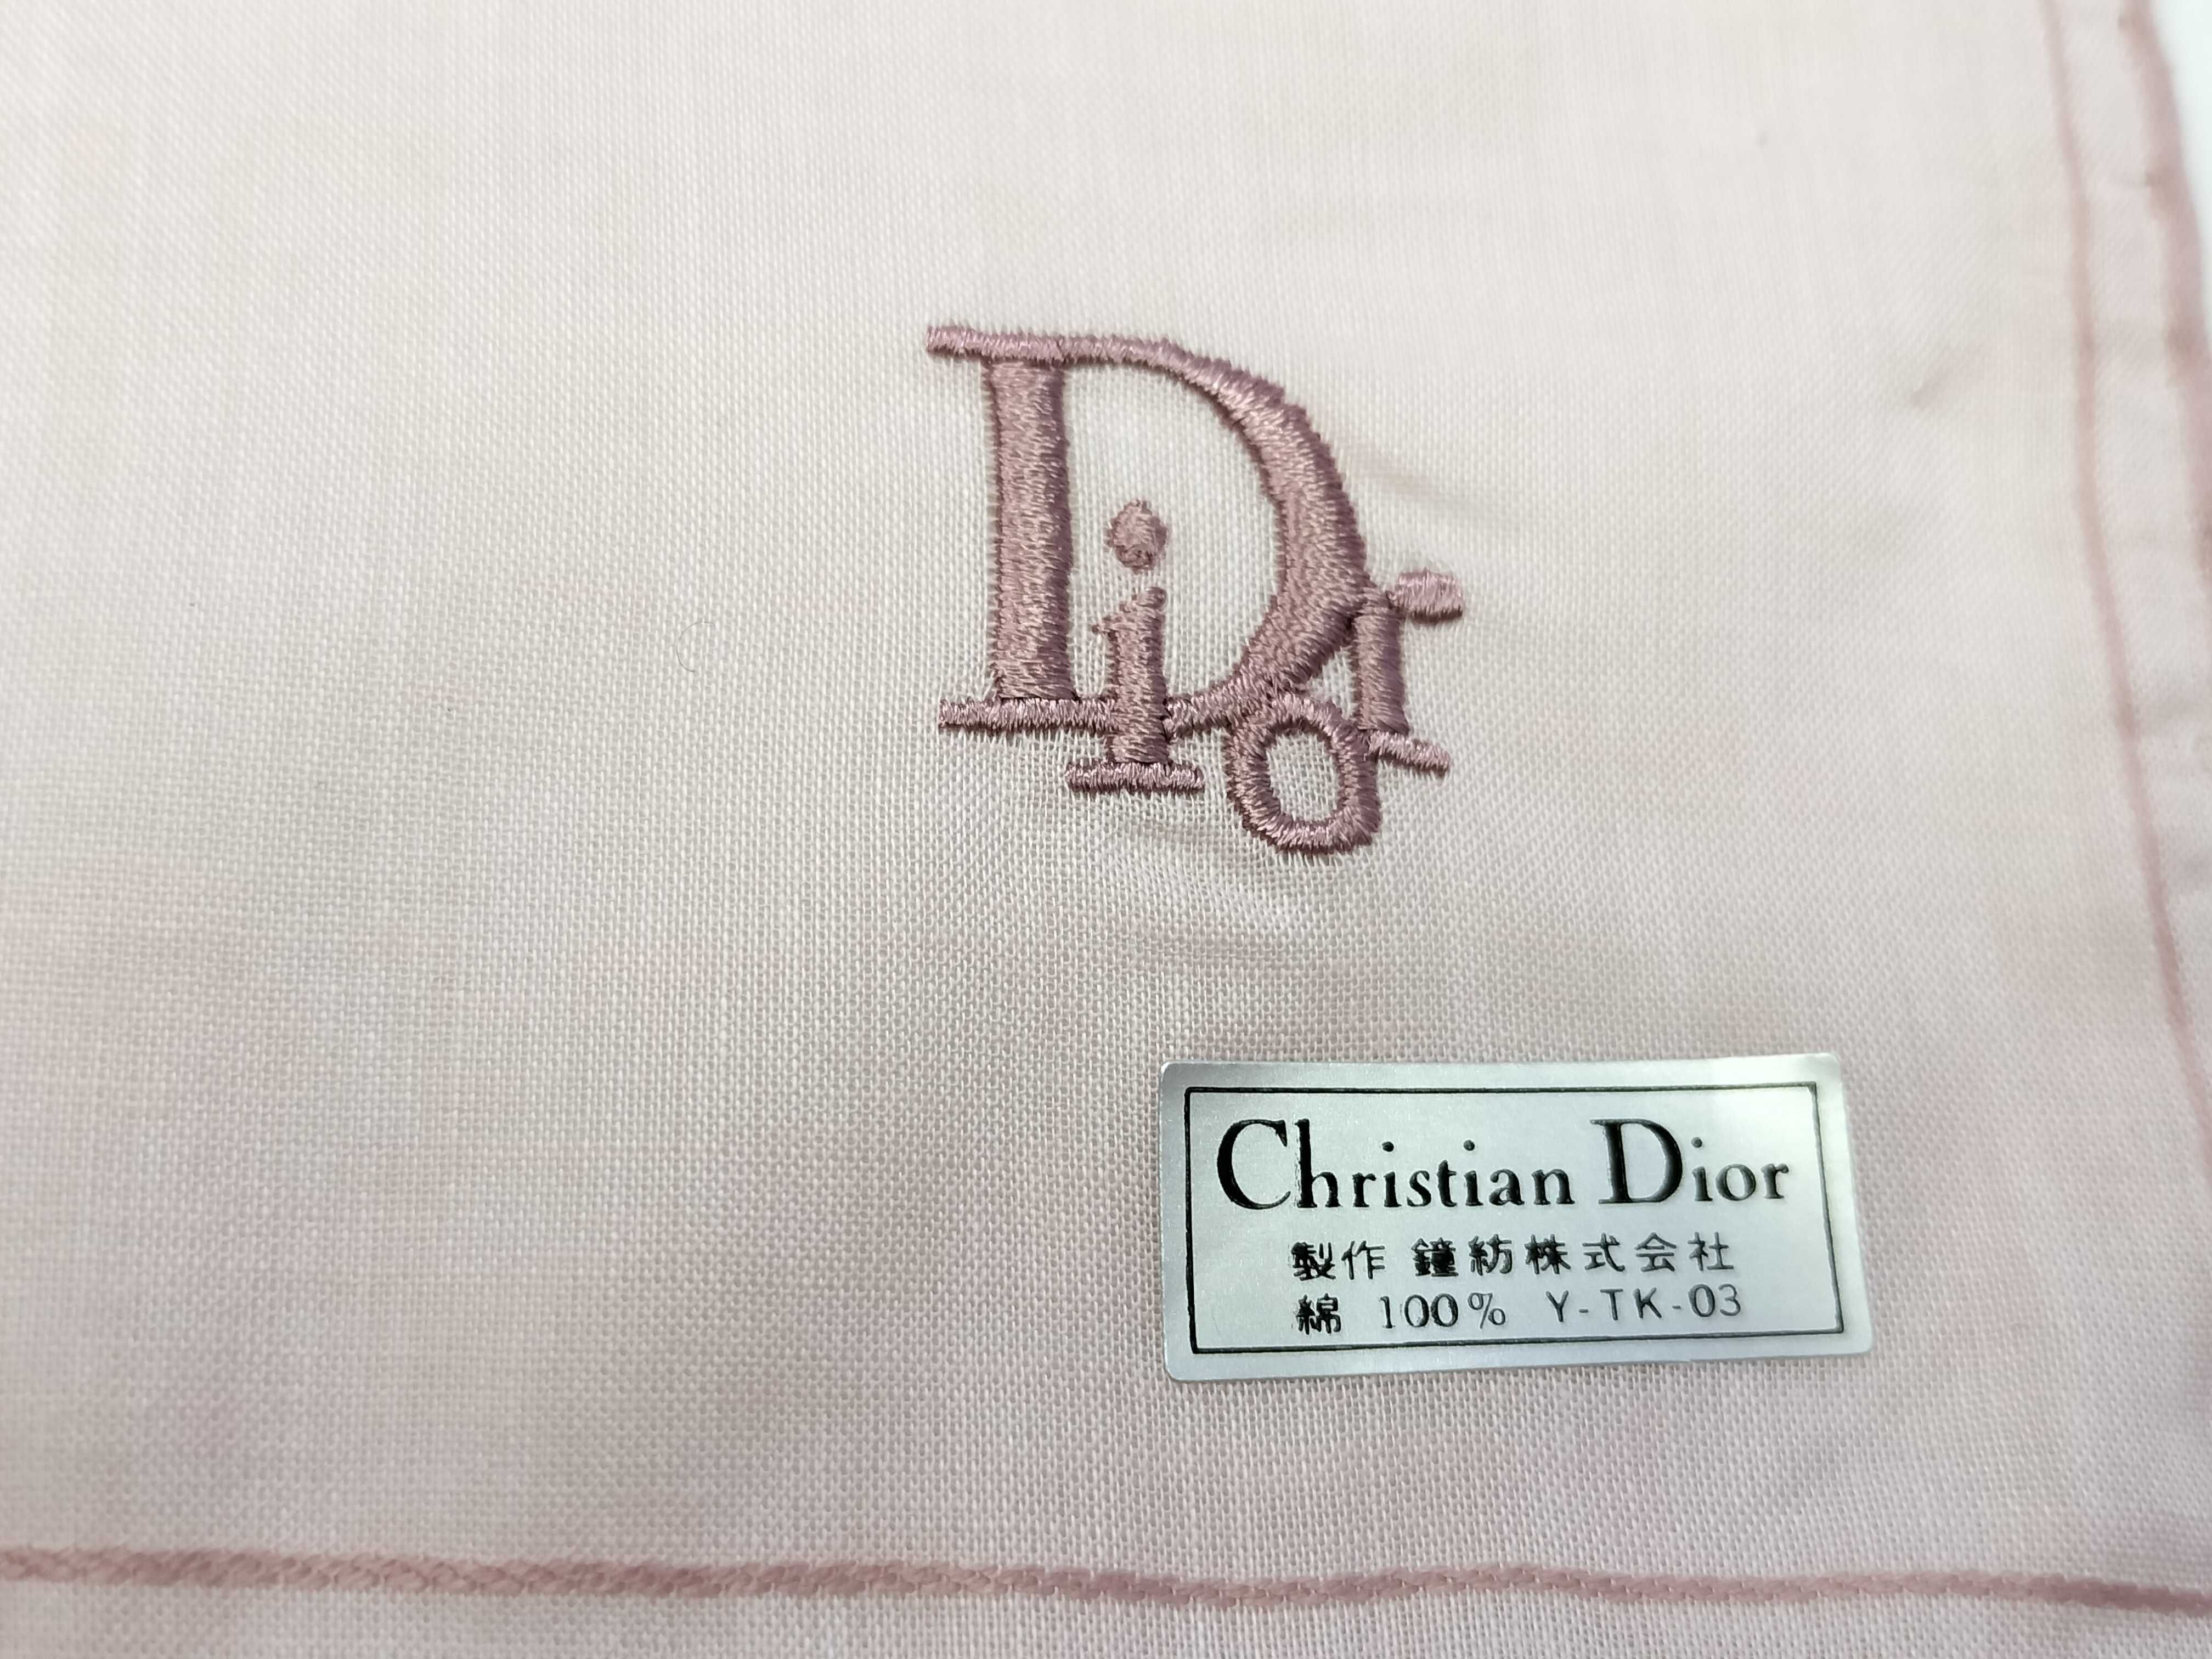 Dior
Christian Dior
製作 鐘紡株式会社
綿 100% Y-TK-03